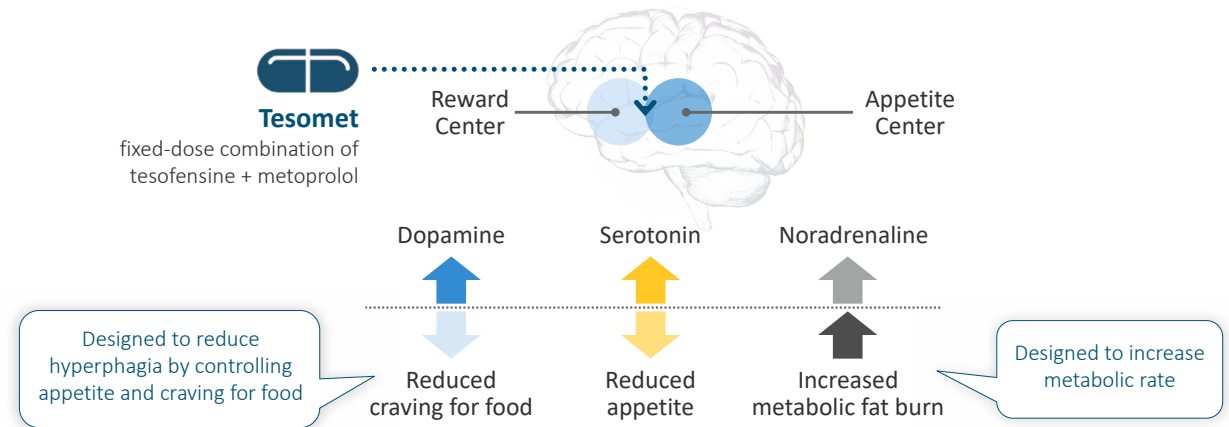 Tesomet
fixed-dose combination of
tesofensine + metoprolol
Reward
Center
Appetite
Center
Dopamine
Serotonin
Noradrenaline
Designed to reduce
hyperphagia by controlling
appetite and craving for food
Reduced
craving for food
Reduced
appetite
Increased
metabolic fat burn
Designed to increase
metabolic rate